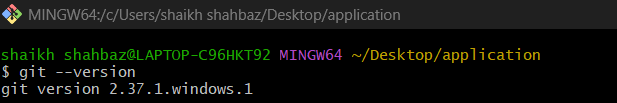 MINGW64:/c/Users/shaikh shahbaz/Desktop/application
shaikh shahbaz@LAPTOP-C96HKT92 MINGW64 ~/Desktop/application
$ git --version
git version 2.37.1.windows.1